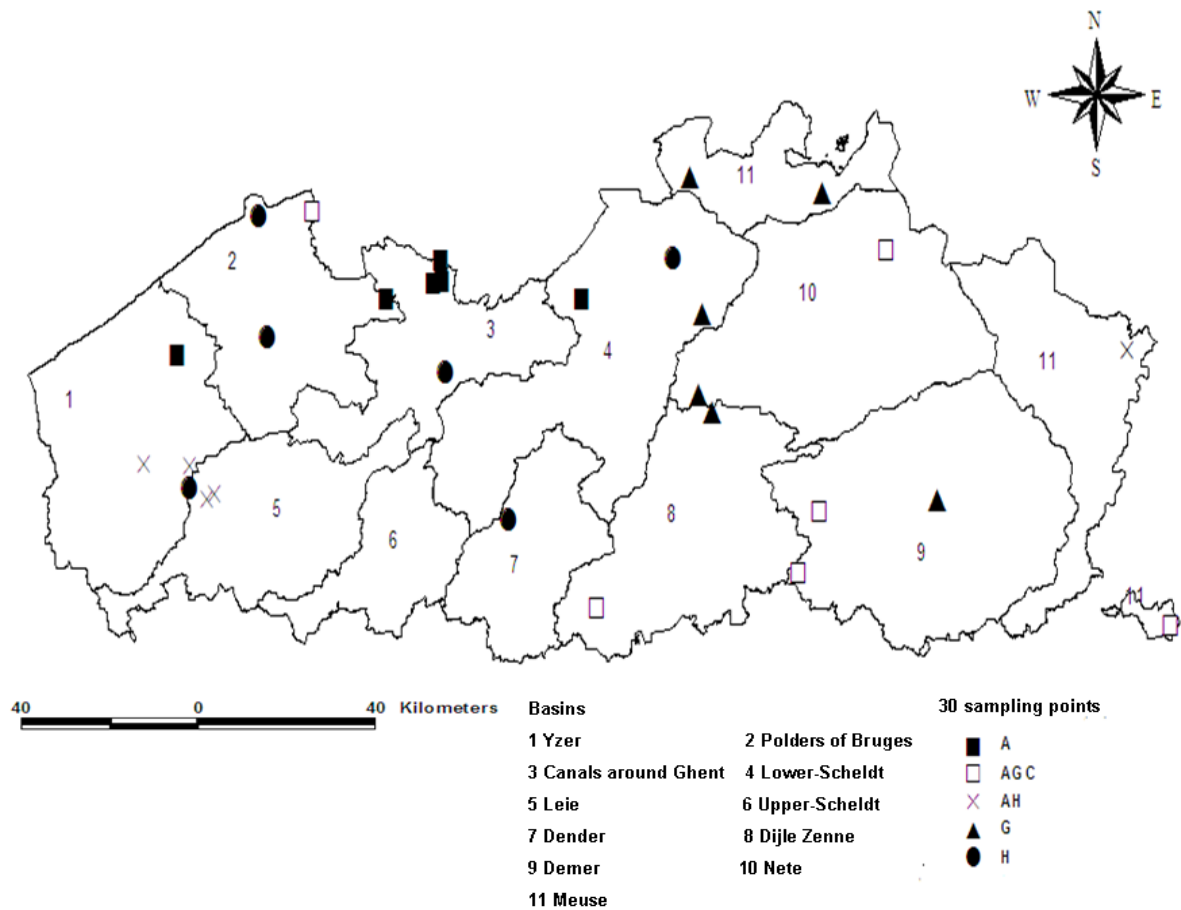 N
W E
S
11
2
10
3
4
11
1
5
8
6
9
7
11
40 0 40 Kilometers
Basins
1 Yzer 2 Polders of Bruges
3 Canals around Ghent 4 Lower-Scheldt
5 Leie 6 Upper-Scheldt
7 Dender 8 Dijle Zenne
9 Demer 10 Nete
11 Meuse
30 sampling points
A
AGC
AH
G
H